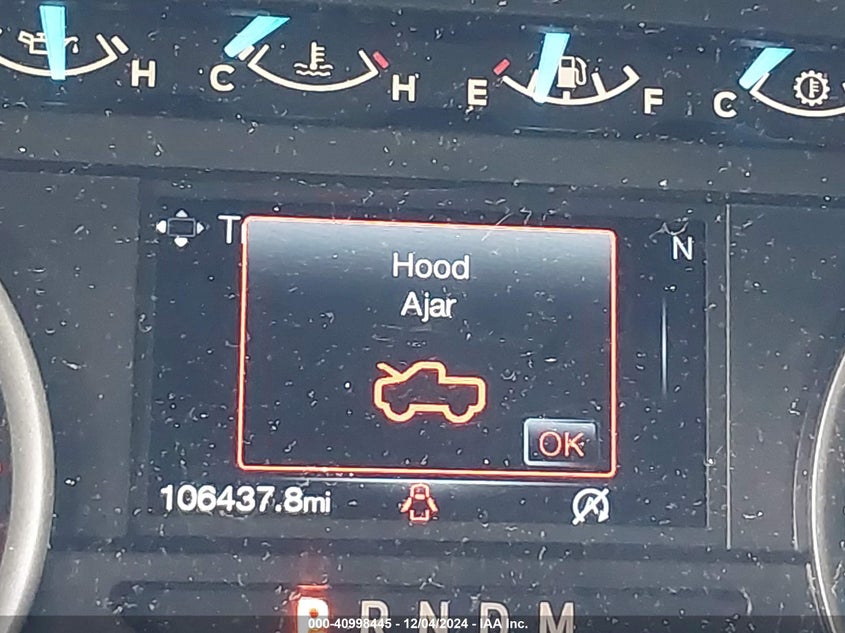 H C H E F C
T N
Hood
Ajar
OK
106437.8mi
P R N D M
000-40998445 - 12/04/2024 - IAA Inc.